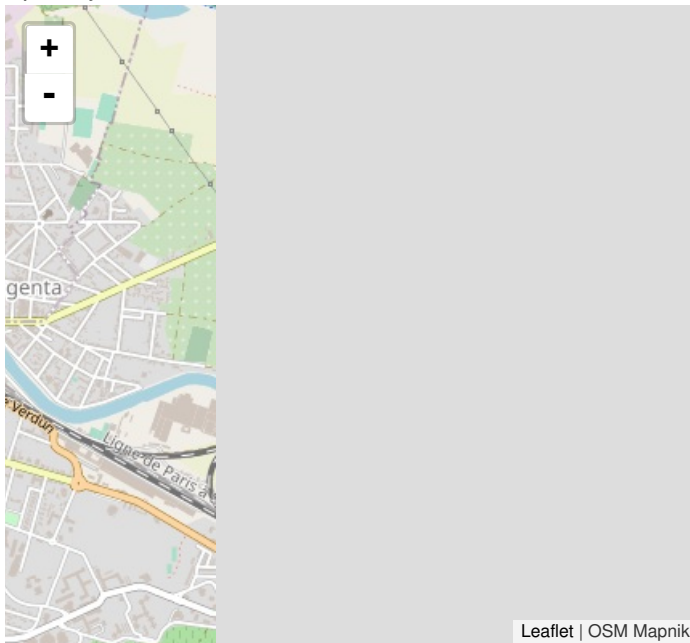 +
-
genta
e Verdun
Ligne de Paris à
Leaflet | OSM Mapnik